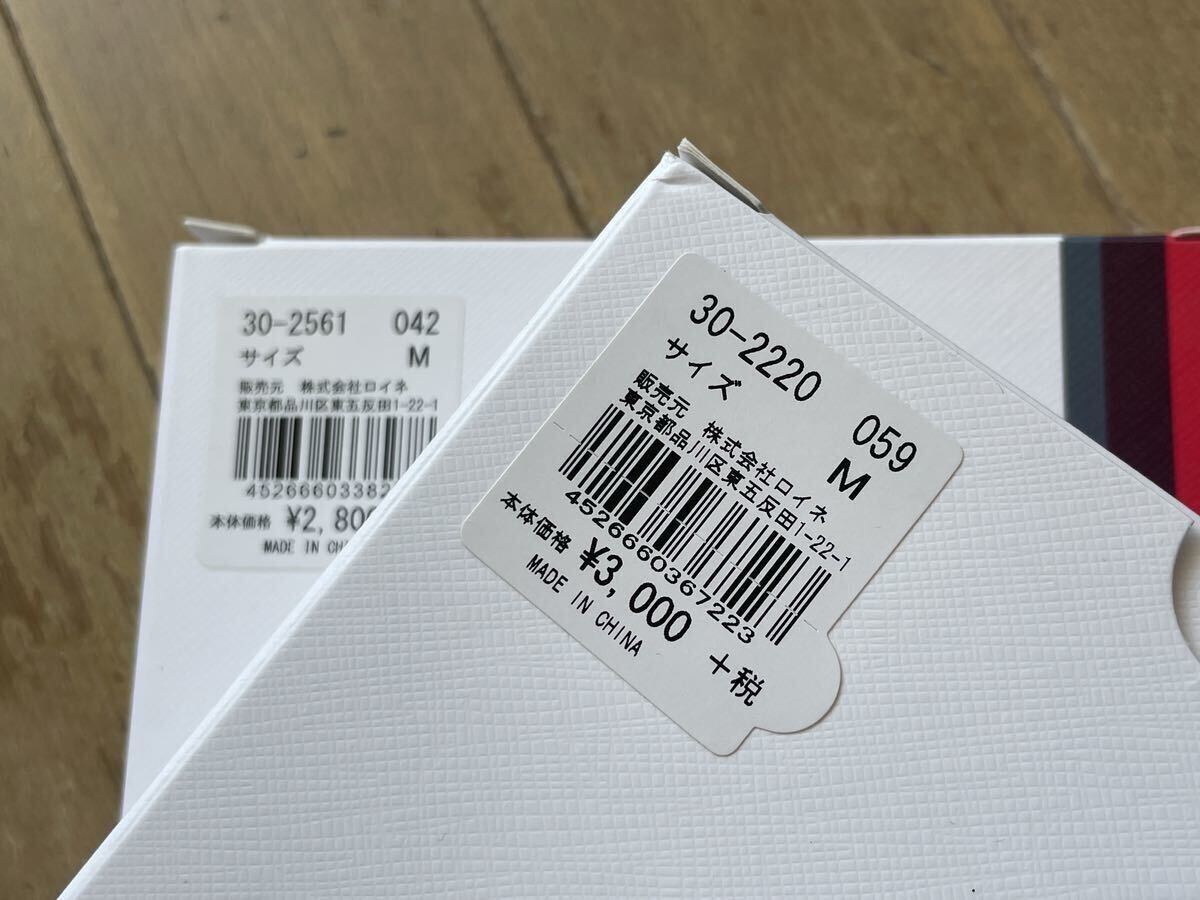 30-2561 042
サイズ M
販売元 株式会社ロイネ
東京都品川区東五反田1-22-1
45266603382
本体価格 ¥2,80
MADE IN CH
30-2220 059
サイズ M
販売元 株式会社ロイネ
東京都品川区東五反田1-22-1
4526660367223
本体価格 ¥3,000 +税
MADE IN CHINA